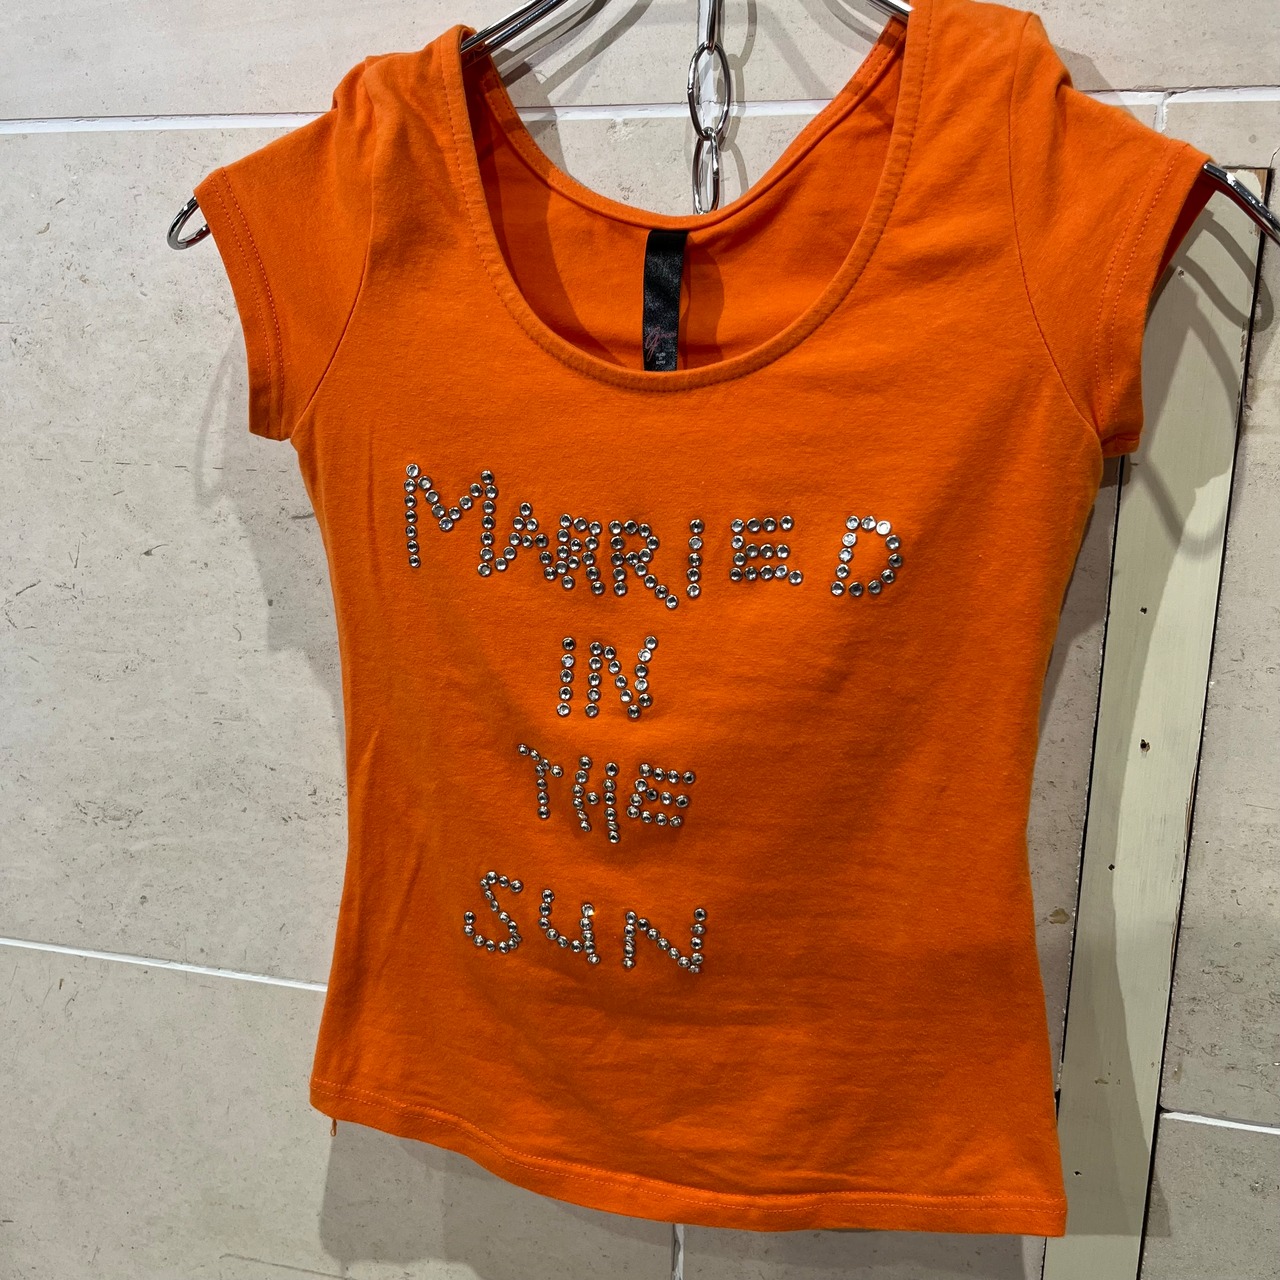 MARRIED
IN
THE
SUN